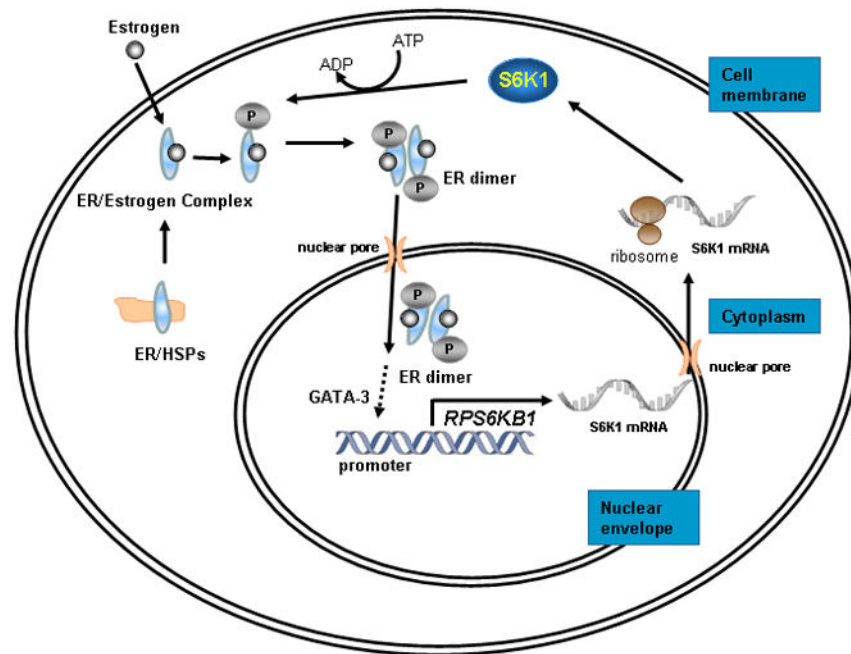 Estrogen
ATP
ADP
S6K1
Cell
membrane
P
P
ER dimer
P
ER/Estrogen Complex
nuclear pore
ribosome
S6K1 mRNA
P
Cytoplasm
ER/HSPs
P
ER dimer
nuclear pore
GATA-3
RPS6KB1
S6K1 mRNA
promoter
Nuclear
envelope